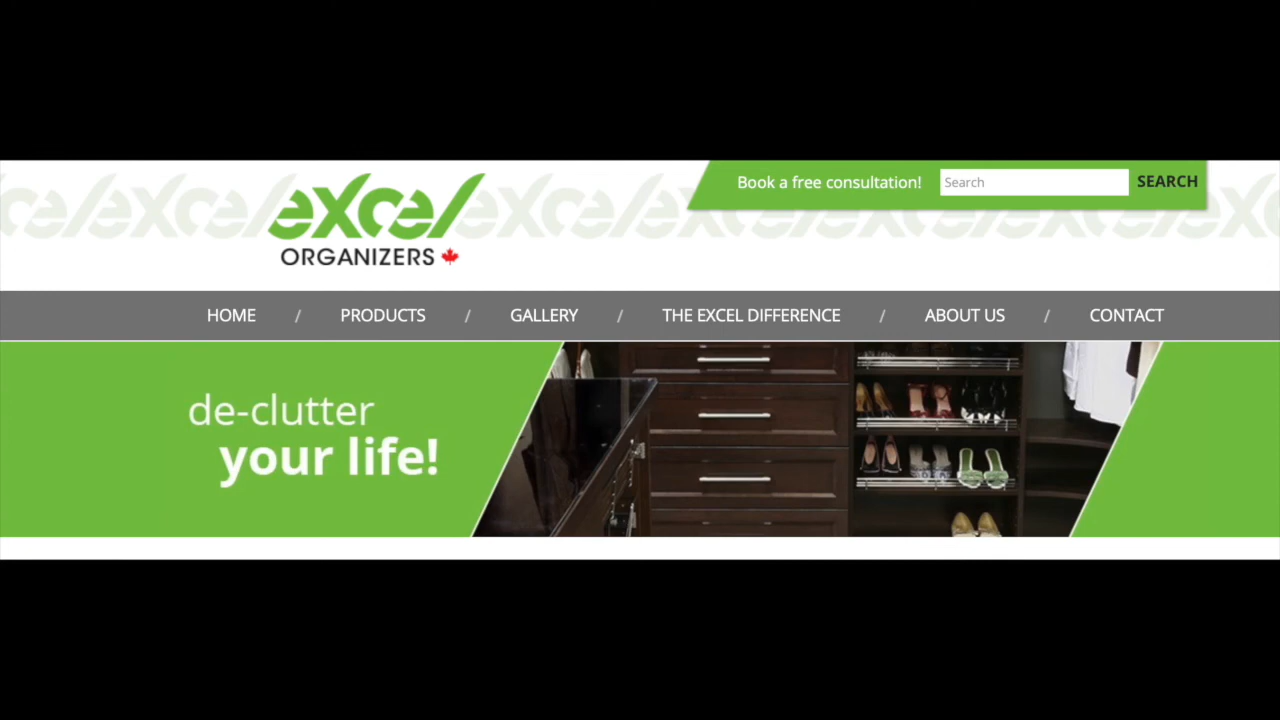 excel
ORGANIZERS
Book a free consultation! Search SEARCH
HOME / PRODUCTS / GALLERY / THE EXCEL DIFFERENCE / ABOUT US / CONTACT
de-clutter
your life!